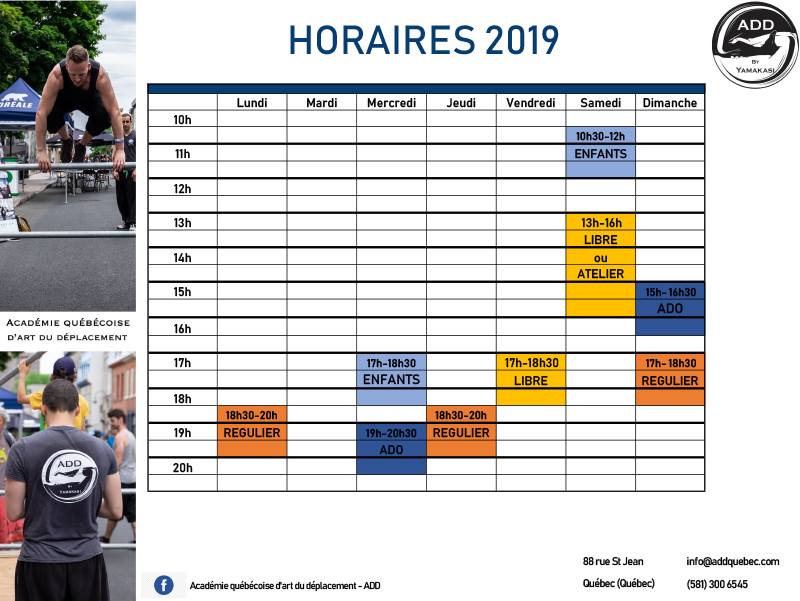 HORAIRES 2019
ADD
BY
YAMAKASI
Lundi Mardi Mercredi Jeudi Vendredi Samedi Dimanche
10h
10h30-12h
11h ENFANTS
12h
13h 13h-16h
LIBRE
14h ou
ATELIER
15h 15h-16h30
ADO
16h
17h 17h-18h30 17h-18h30 17h-18h30
ENFANTS LIBRE REGULIER
18h
18h30-20h 18h30-20h
19h REGULIER 19h-20h30 REGULIER
ADO
20h
ACADÉMIE QUÉBÉCOISE
D'ART DU DÉPLACEMENT
ADD
BY
YAMAKASI
f Académie québécoise d'art du déplacement - ADD
88 rue St Jean
Québec (Québec)
info@addquebec.com
(581) 300 6545